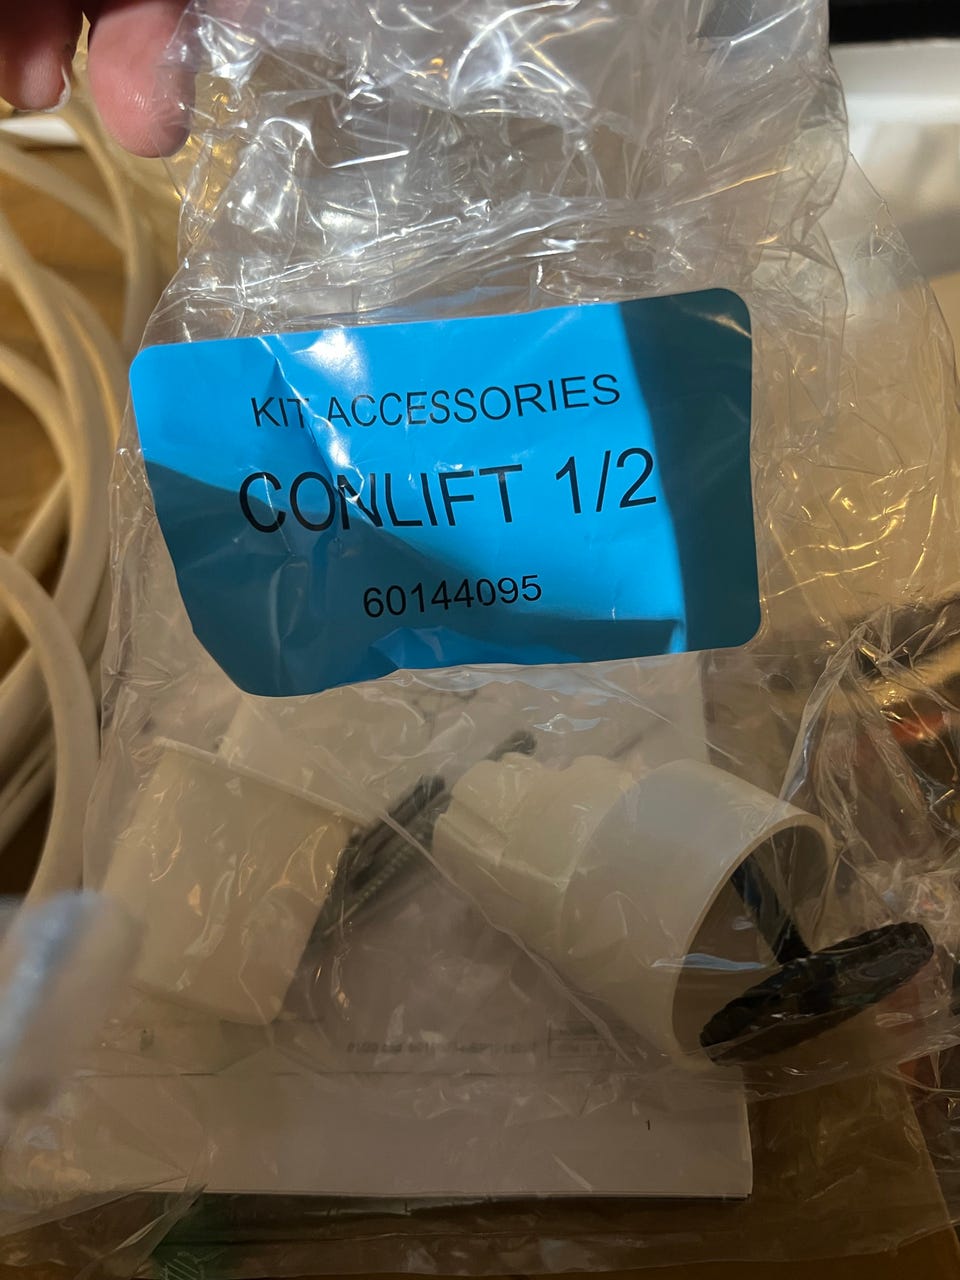 KIT ACCESSORIES
CONLIFT 1/2
60144095